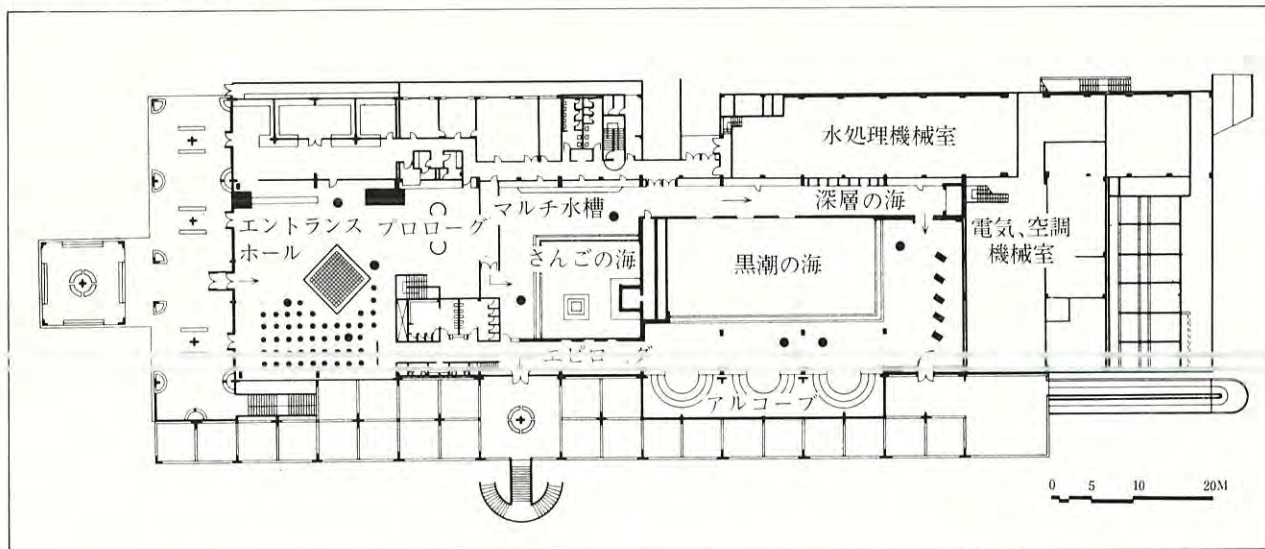 水処理機械室
マルチ水槽
深層の海
エントランス
ホール
プロローグ
さんごの海
黒潮の海
電気、空調
機械室
エピローグ
アルコーブ
0 5 10 20M